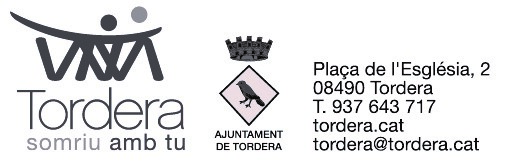 Tordera
somriu amb tu
AJUNTAMENT
DE TORDERA
Plaça de l'Església, 2
08490 Tordera
T. 937 643 717
tordera.cat
tordera@tordera.cat